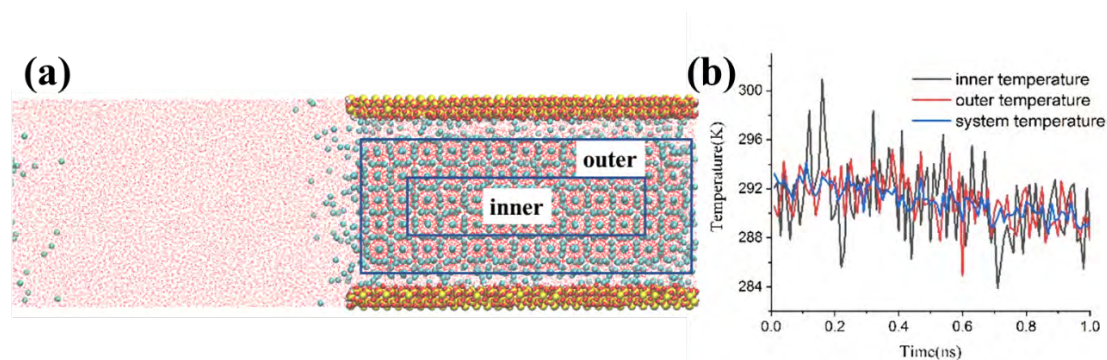 (a)
outer
inner
(b)
inner temperature
outer temperature
system temperature
Temperature(K)
300
296
292
288
284
0.0
0.2
0.4
0.6
0.8
1.0
Time(ns)